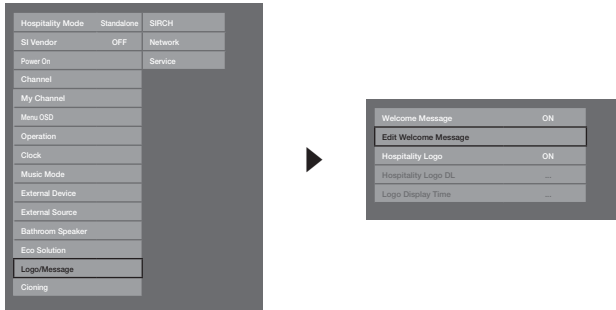 Hospitality Mode Standalone SIRCH
SI Vendor OFF Network
Power On Service
Channel
My Channel
Menu OSD
Operation
Clock
Music Mode
External Device
External Source
Bathroom Speaker
Eco Solution
Logo/Message
Cloning
Welcome Message ON
Edit Welcome Message
Hospitality Logo ON
Hospitality Logo DL ...
Logo Display Time ...